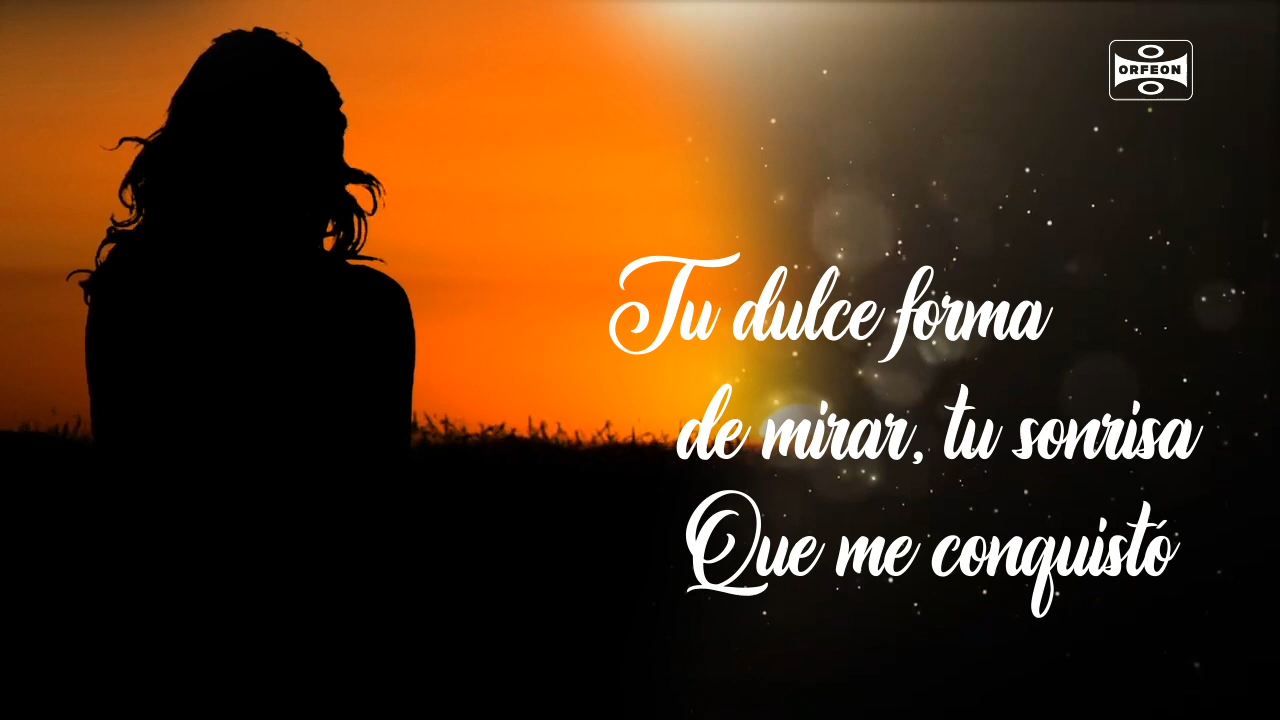 ORFEON
Tu dulce forma
de mirar, tu sonrisa
Que me conquistó